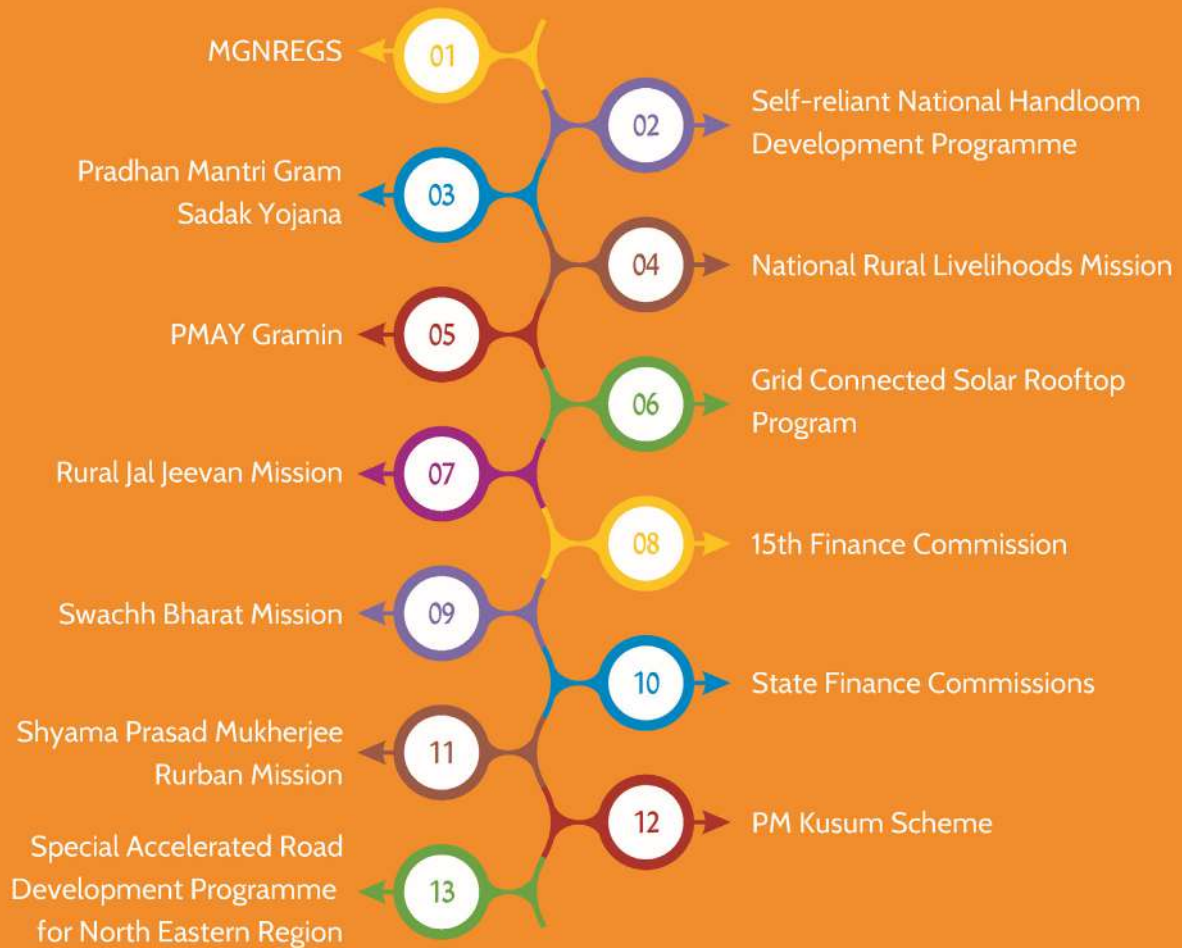 MGNREGS
01
02
Self-reliant National Handloom
Development Programme
Pradhan Mantri Gram
Sadak Yojana
03
04
National Rural Livelihoods Mission
PMAY Gramin
05
06
Grid Connected Solar Rooftop
Program
Rural Jal Jeevan Mission
07
08
15th Finance Commission
Swachh Bharat Mission
09
10
State Finance Commissions
Shyama Prasad Mukherjee
Rurban Mission
11
12
PM Kusum Scheme
Special Accelerated Road
Development Programme
for North Eastern Region
13